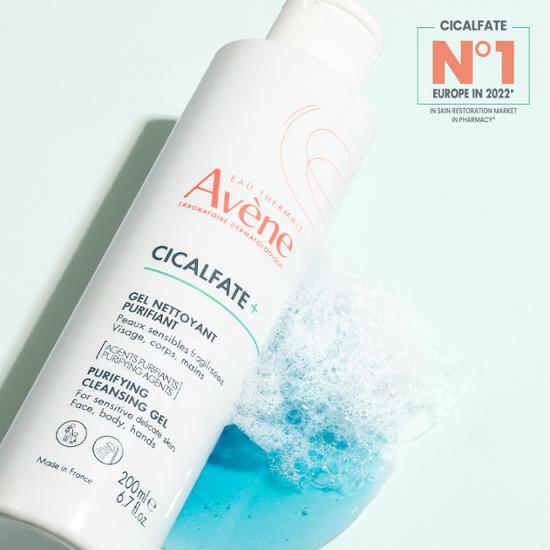 CICALFATE
N°1
EUROPE IN 2022*
IN SKIN RESTORATION MARKET
IN PHARMACY*
EAU THERMALE
Avène
LABORATOIRE DERMATOLOGIQUE
CICALFATE+
GEL NETTOYANT
PURIFIANT
Peaux sensibles fragilisées
Visage, corps, mains
[AGENTS PURIFIANTS]
[PURIFYING AGENTS]
PURIFYING
CLEANSING GEL
For sensitive delicate skin
Face, body, hands
Made in France
200 ml e
6.7 fl.oz.